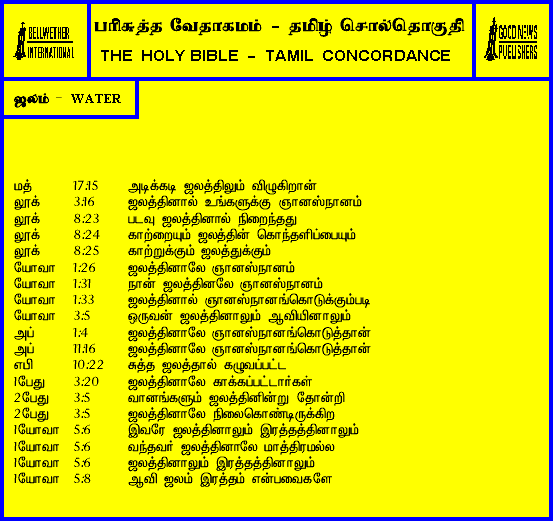 BELLWETHER
INTERNATIONAL
பரிசுத்த வேதாகமம் - தமிழ் சொல்தொகுதி
THE HOLY BIBLE - TAMIL CONCORDANCE
GOOD NEWS
PUBLISHERS
ஜலம் - WATER
மத் 17:15 அடிக்கடி ஜலத்திலும் விழுகிறான்
லூக் 3:16 ஜலத்தினால் உங்களுக்கு ஞானஸ்நானம்
லூக் 8:23 படவு ஜலத்தினால் நிறைந்தது
லூக் 8:24 காற்றையும் ஜலத்தின் கொந்தளிப்பையும்
லூக் 8:25 காற்றுக்கும் ஜலத்துக்கும்
யோவா 1:26 ஜலத்தினாலே ஞானஸ்நானம்
யோவா 1:31 நான் ஜலத்தினலே ஞானஸ்நானம்
யோவா 1:33 ஜலத்தினால் ஞானஸ்நானங்கொடுக்கும்படி
யோவா 3:5 ஒருவன் ஜலத்தினாலும் ஆவியினாலும்
அப் 1:4 ஜலத்தினாலே ஞானஸ்நானங்கொடுத்தான்
அப் 11:16 ஜலத்தினாலே ஞானஸ்நானங்கொடுத்தான்
எபி 10:22 சுத்த ஜலத்தால் கழுவப்பட்ட
1பேது 3:20 ஜலத்தினாலே காக்கப்பட்டார்கள்
2பேது 3:5 வானங்களும் ஜலத்தினின்று தோன்றி
2பேது 3:5 ஜலத்தினாலே நிலைகொண்டிருக்கிற
1யோவா 5:6 இவரே ஜலத்தினாலும் இரத்தத்தினாலும்
1யோவா 5:6 வந்தவர் ஜலத்தினாலே மாத்திரமல்ல
1யோவா 5:6 ஜலத்தினாலும் இரத்தத்தினாலும்
1யோவா 5:8 ஆவி ஜலம் இரத்தம் என்பவைகளே